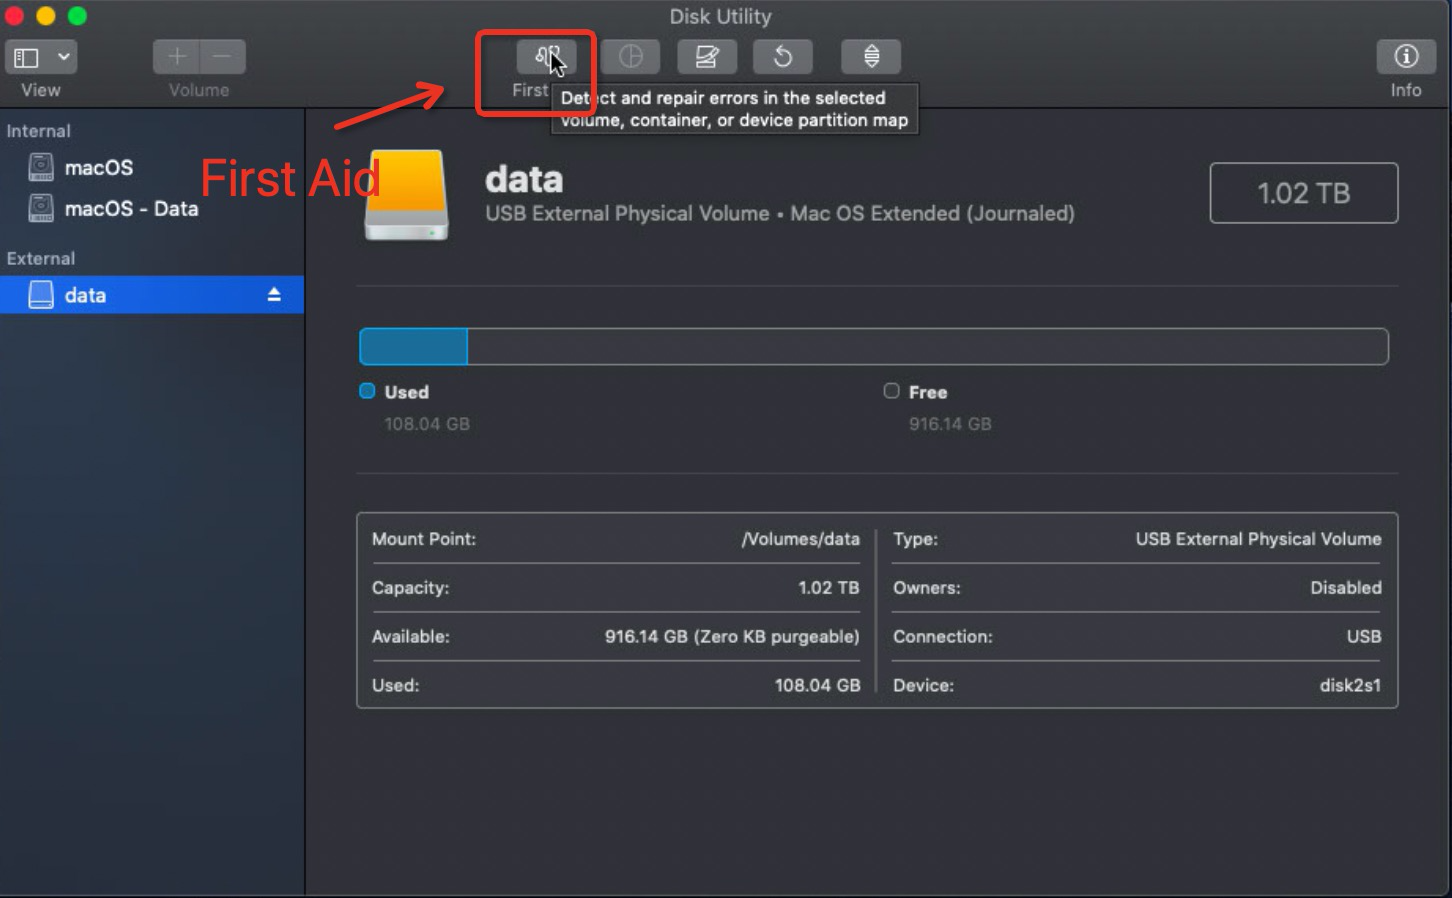 Disk Utility
View
Volume
First
Info
Detect and repair errors in the selected
volume, container, or device partition map
First Aid
Internal
macOS
macOS - Data
External
data
data
USB External Physical Volume • Mac OS Extended (Journaled)
1.02 TB
Used
108.04 GB
Free
916.14 GB
Mount Point: /Volumes/data
Type: USB External Physical Volume
Capacity: 1.02 TB
Owners: Disabled
Available: 916.14 GB (Zero KB purgeable)
Connection: USB
Used: 108.04 GB
Device: disk2s1